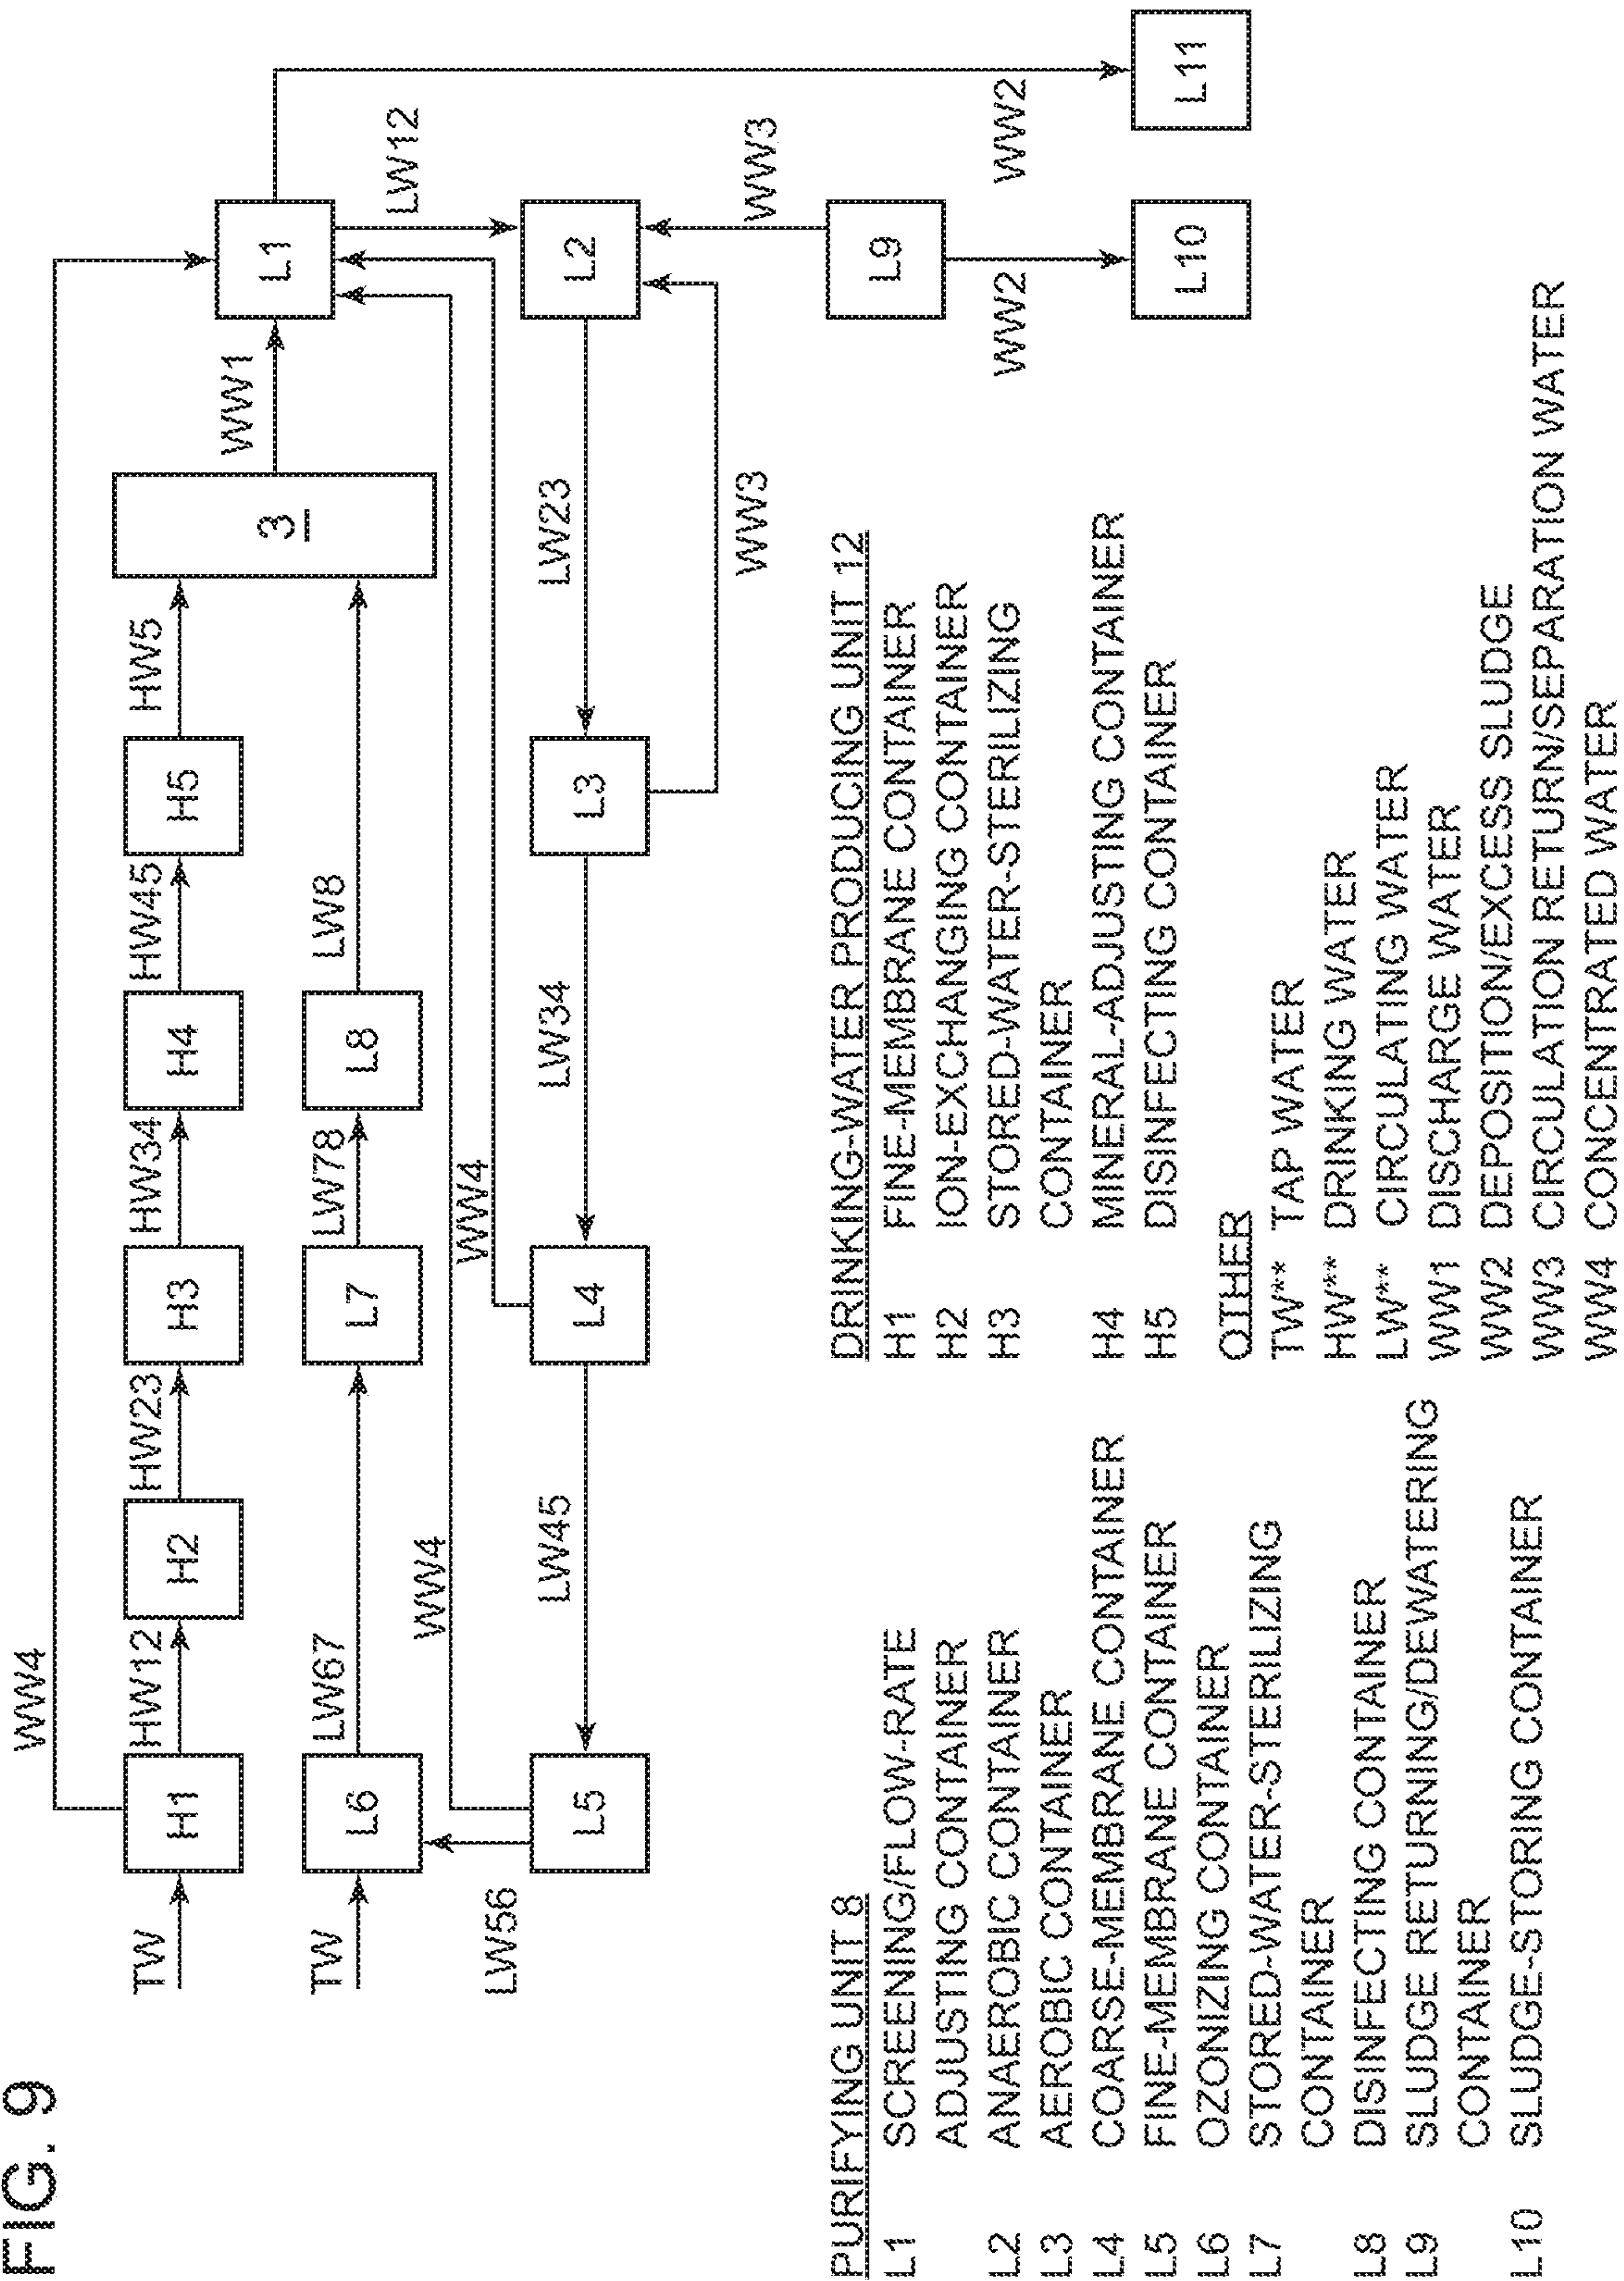 FIG. 9
WW4
TW
H1
HW12
H2
HW23
H3
HW34
H4
HW45
H5
HW5
3
WW1
L1
TW
L6
LW67
L7
LW78
L8
LW8
LW12
WW4
WW4
LW56
L5
LW45
L4
LW34
L3
LW23
L2
WW3
WW3
L9
WW2
L10
WW2
L11
PURIFYING UNIT 8
L1 SCREENING/FLOW-RATE
ADJUSTING CONTAINER
L2 ANAEROBIC CONTAINER
L3 AEROBIC CONTAINER
L4 COARSE-MEMBRANE CONTAINER
L5 FINE-MEMBRANE CONTAINER
L6 OZONIZING CONTAINER
L7 STORED-WATER-STERILIZING
CONTAINER
L8 DISINFECTING CONTAINER
L9 SLUDGE RETURNING/DEWATERING
CONTAINER
L10 SLUDGE-STORING CONTAINER
DRINKING-WATER PRODUCING UNIT 12
H1 FINE-MEMBRANE CONTAINER
H2 ION-EXCHANGING CONTAINER
H3 STORED-WATER-STERILIZING
CONTAINER
H4 MINERAL-ADJUSTING CONTAINER
H5 DISINFECTING CONTAINER
OTHER
TW** TAP WATER
HW** DRINKING WATER
LW** CIRCULATING WATER
WW1 DISCHARGE WATER
WW2 DEPOSITION/EXCESS SLUDGE
WW3 CIRCULATION RETURN/SEPARATION WATER
WW4 CONCENTRATED WATER